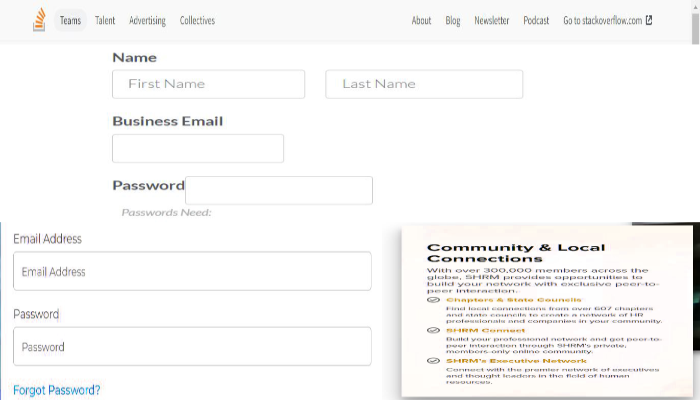 Teams Talent Advertising Collectives About Blog Newsletter Podcast Go to stackoverflow.com
Name
First Name Last Name
Business Email
Password
Passwords Need:
Email Address
Email Address
Password
Password
Forgot Password?
Community & Local
Connections
With over 300,000 members across the
globe, SHRM provides opportunities to
build your network with exclusive peer-to-
peer interaction.
Chapters & State Councils
Find local connections from over 607 chapters
and state councils to create a network of HR
professionals and companies in your community.
SHRM Connect
Build your professional network and get peer-to-
peer interaction through SHRM's private,
members-only online community.
SHRM's Executive Network
Connect with the premier network of executives
and thought leaders in the field of human
resources.